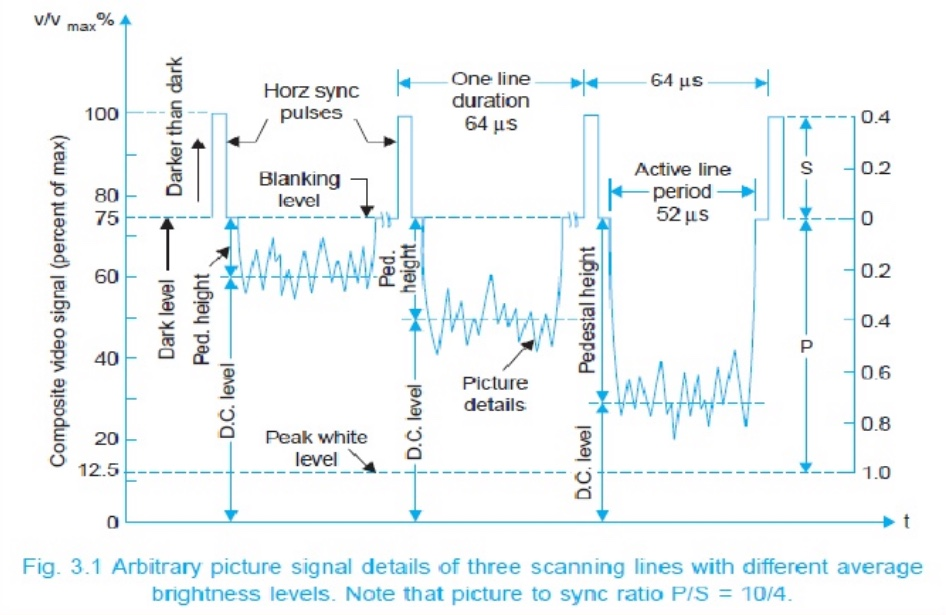 v/v max%
Composite video signal (percent of max)
100
80
75
60
40
20
12.5
0
Darker than dark
Dark level
Horz sync
pulses
Blanking
level
One line
duration
64 μs
64 μs
Active line
period
52 μs
Ped. height
D.C. level
Ped.
height
D.C. level
Pedestal height
D.C. level
Picture
details
Peak white
level
0.4
0.2
0
0.2
0.4
0.6
0.8
1.0
S
P
t
Fig. 3.1 Arbitrary picture signal details of three scanning lines with different average
brightness levels. Note that picture to sync ratio P/S = 10/4.